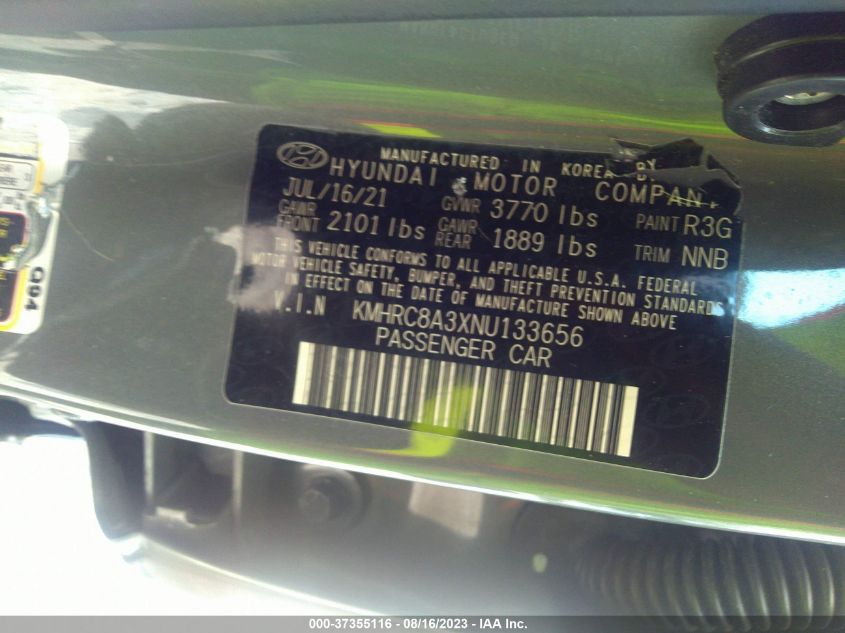 MANUFACTURED IN KOREA BY
HYUNDAI MOTOR COMPANY
JUL/16/21 GVWR 3770 lbs PAINT R3G
GAWR FRONT 2101 lbs GAWR REAR 1889 lbs TRIM NNB
THIS VEHICLE CONFORMS TO ALL APPLICABLE U.S.A. FEDERAL
MOTOR VEHICLE SAFETY, BUMPER, AND THEFT PREVENTION STANDARDS
IN EFFECT ON THE DATE OF MANUFACTURE SHOWN ABOVE
V.I.N KMHRC8A3XNU133656
PASSENGER CAR
Q94
000-37355116 - 08/16/2023 - IAA Inc.